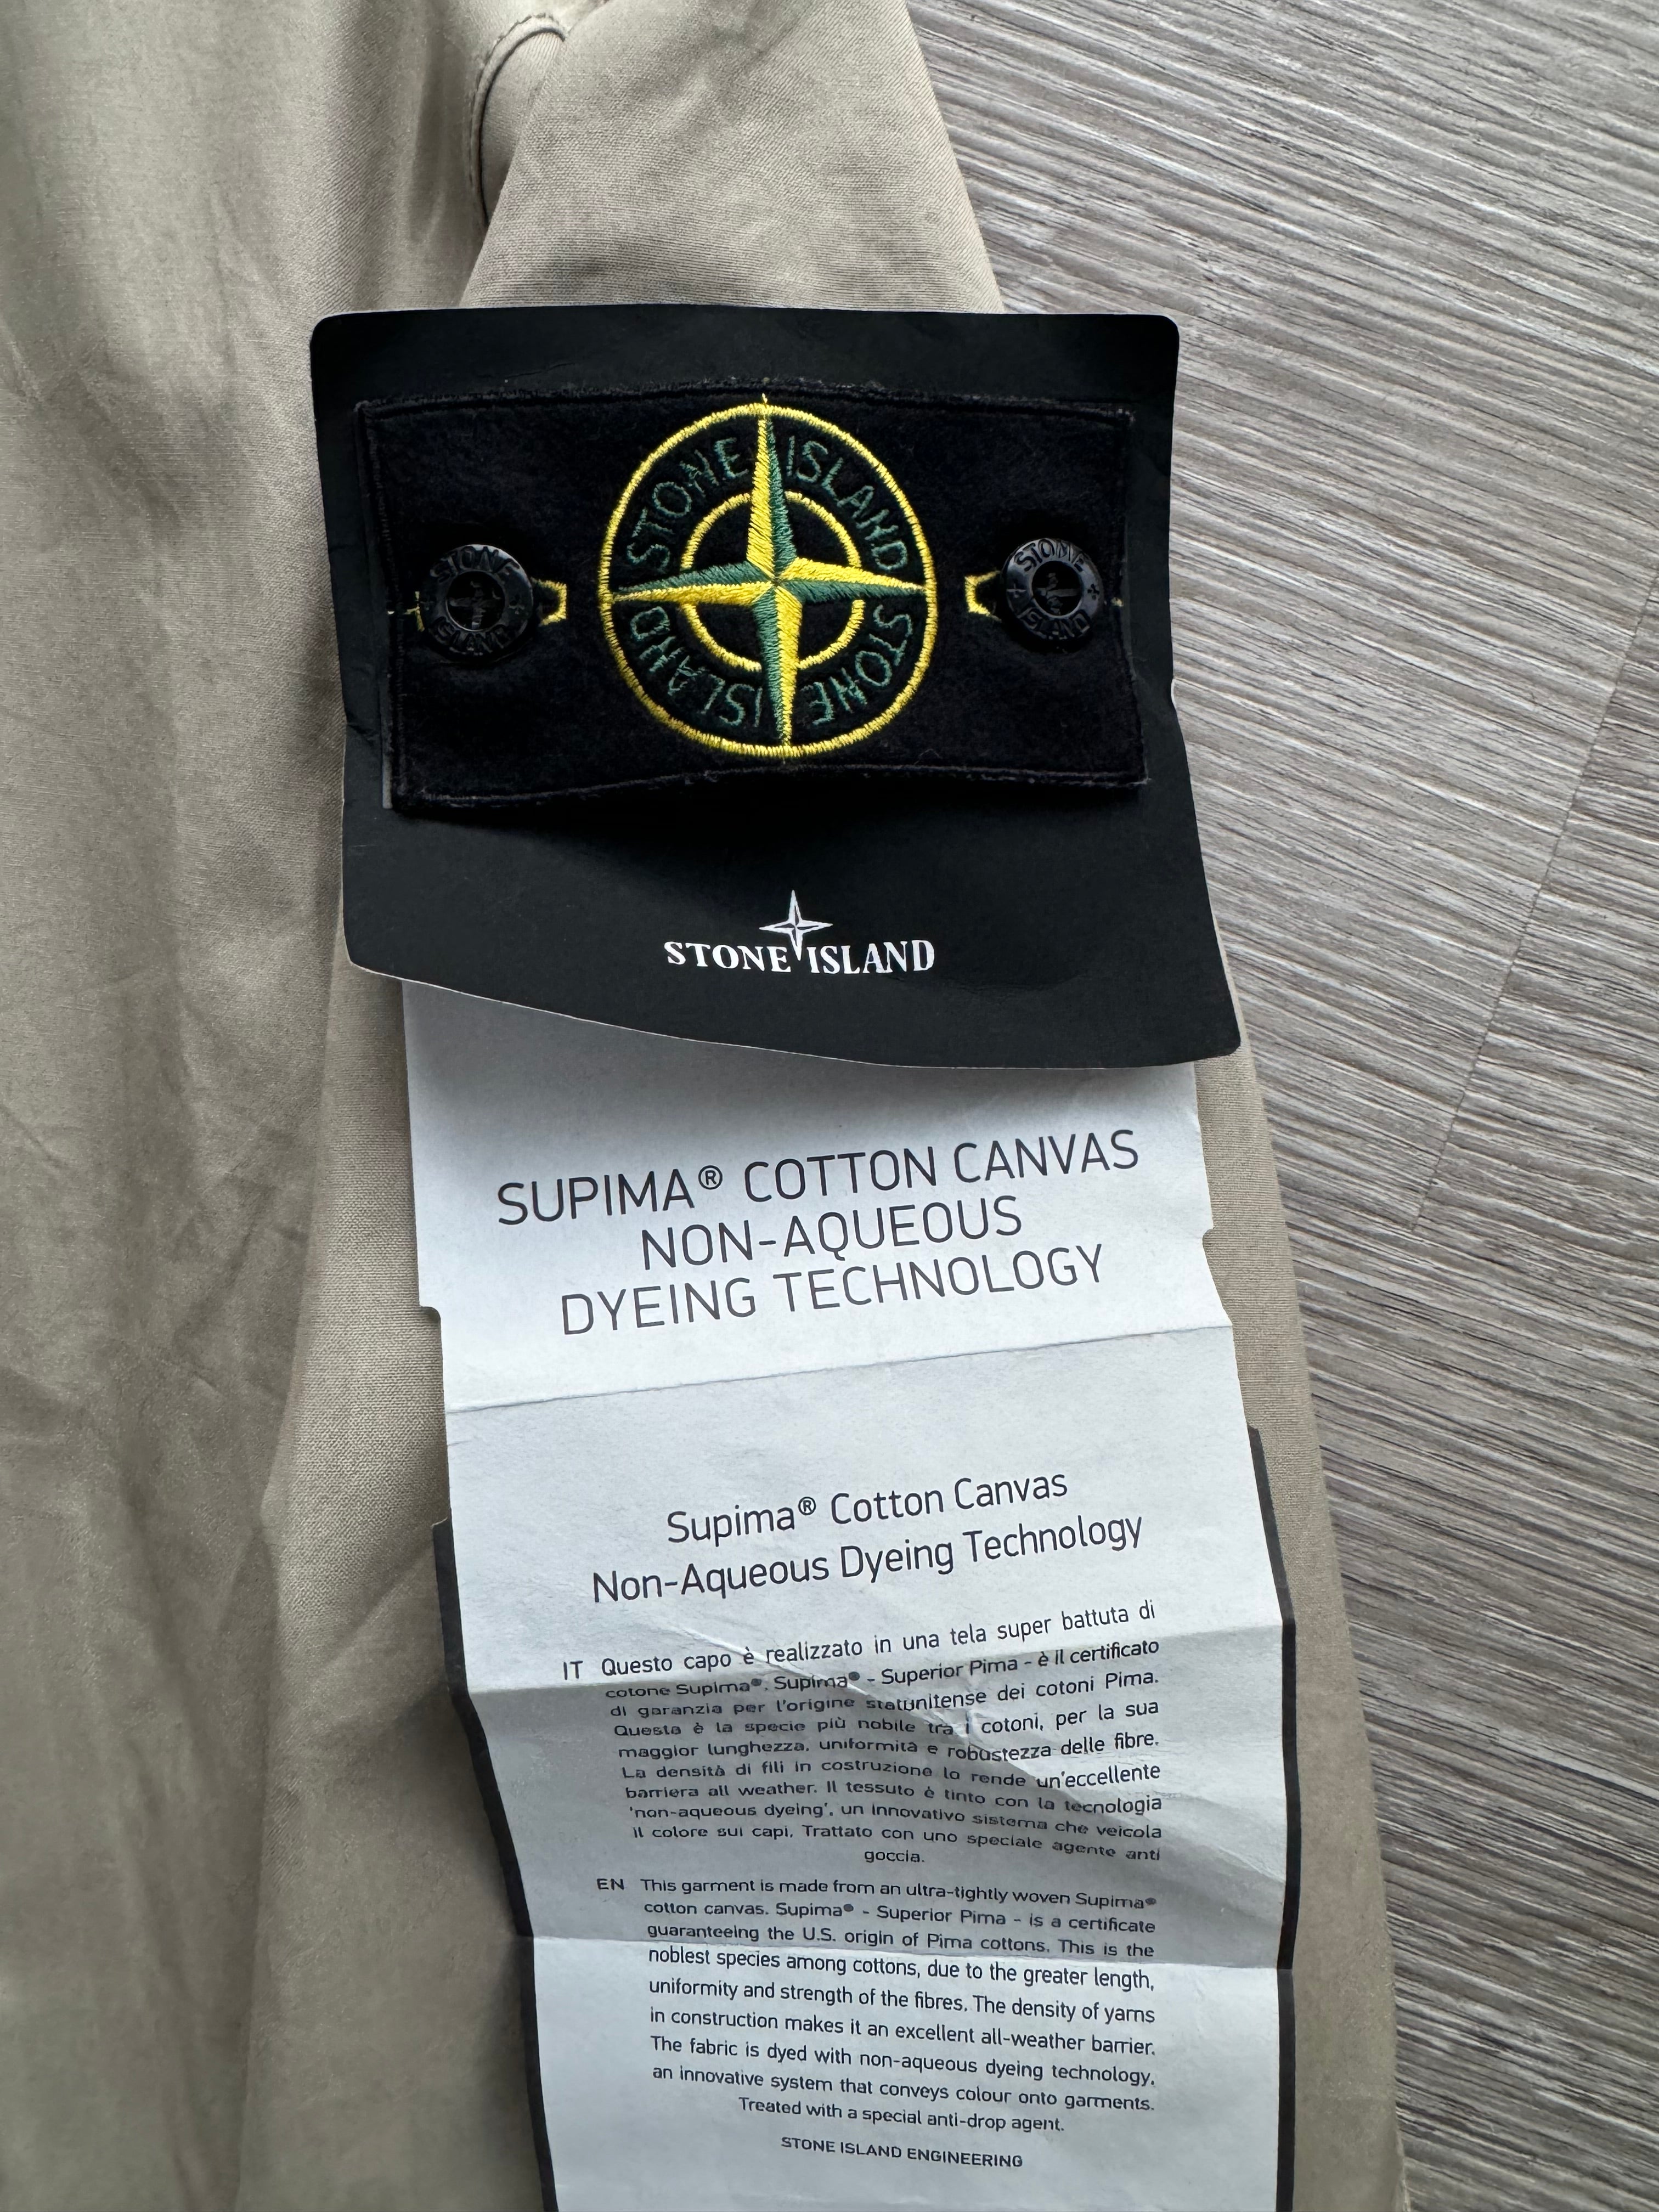 STONE ISLAND
STONE ISLAND
STONE ISLAND
STONE ISLAND
STONE ISLAND
SUPIMA® COTTON CANVAS
NON-AQUEOUS
DYEING TECHNOLOGY
Supima® Cotton Canvas
Non-Aqueous Dyeing Technology
IT Questo capo è realizzato in una tela super battuta di
cotone Supima®. Supima® - Superior Pima - è il certificato
di garanzia per l'origine statunitense dei cotoni Pima.
Questa è la specie più nobile tra i cotoni, per la sua
maggior lunghezza, uniformità e robustezza delle fibre.
La densità di fili in costruzione lo rende un'eccellente
barriera all weather. Il tessuto è tinto con la tecnologia
'non-aqueous dyeing', un innovativo sistema che veicola
il colore sui capi. Trattato con uno speciale agente anti
goccia.
EN This garment is made from an ultra-tightly woven Supima®
cotton canvas. Supima® - Superior Pima - is a certificate
guaranteeing the U.S. origin of Pima cottons. This is the
noblest species among cottons, due to the greater length,
uniformity and strength of the fibres. The density of yarns
in construction makes it an excellent all-weather barrier.
The fabric is dyed with non-aqueous dyeing technology,
an innovative system that conveys colour onto garments.
Treated with a special anti-drop agent.
STONE ISLAND ENGINEERING